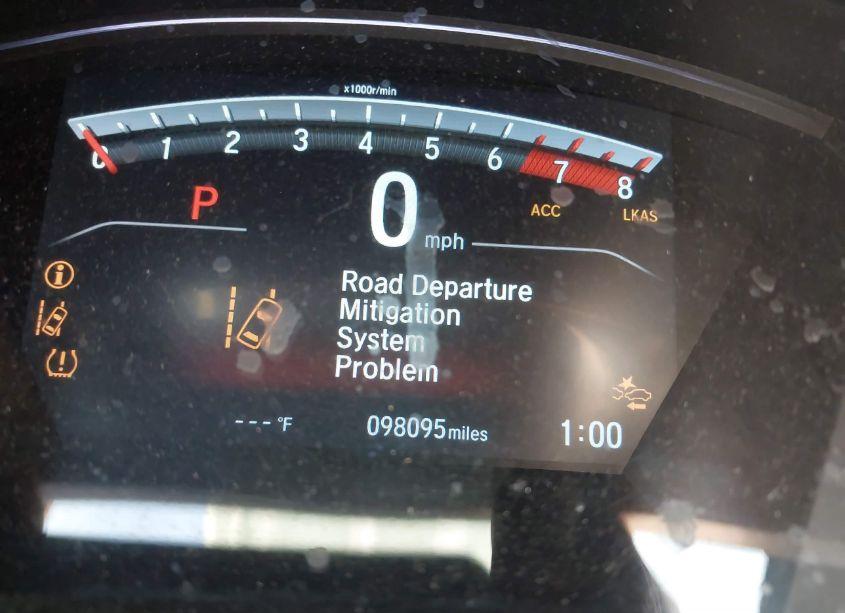 x1000r/min
0 1 2 3 4 5 6 7 8
P 0 mph ACC LKAS
Road Departure
Mitigation
System
Problem
--- °F 098095 miles 1:00